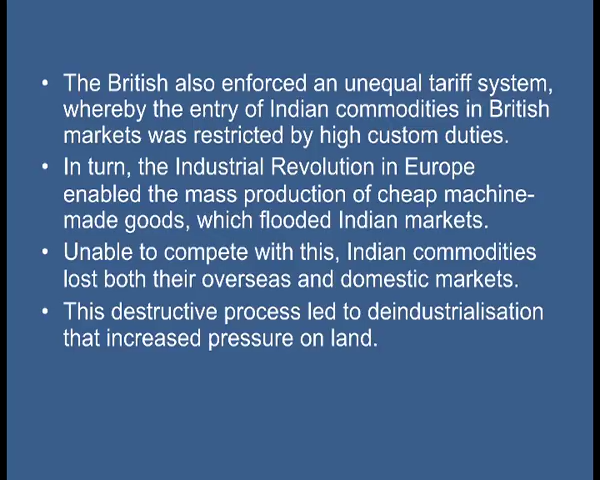 • The British also enforced an unequal tariff system,
whereby the entry of Indian commodities in British
markets was restricted by high custom duties.
• In turn, the Industrial Revolution in Europe
enabled the mass production of cheap machine-
made goods, which flooded Indian markets.
• Unable to compete with this, Indian commodities
lost both their overseas and domestic markets.
• This destructive process led to deindustrialisation
that increased pressure on land.